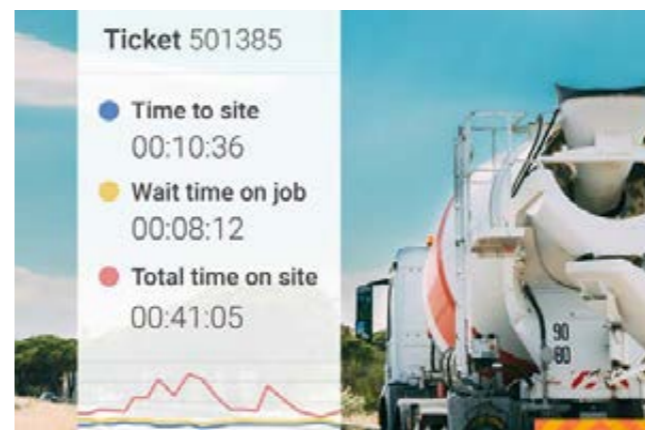 Ticket 501385
Time to site
00:10:36
Wait time on job
00:08:12
Total time on site
00:41:05
90
80